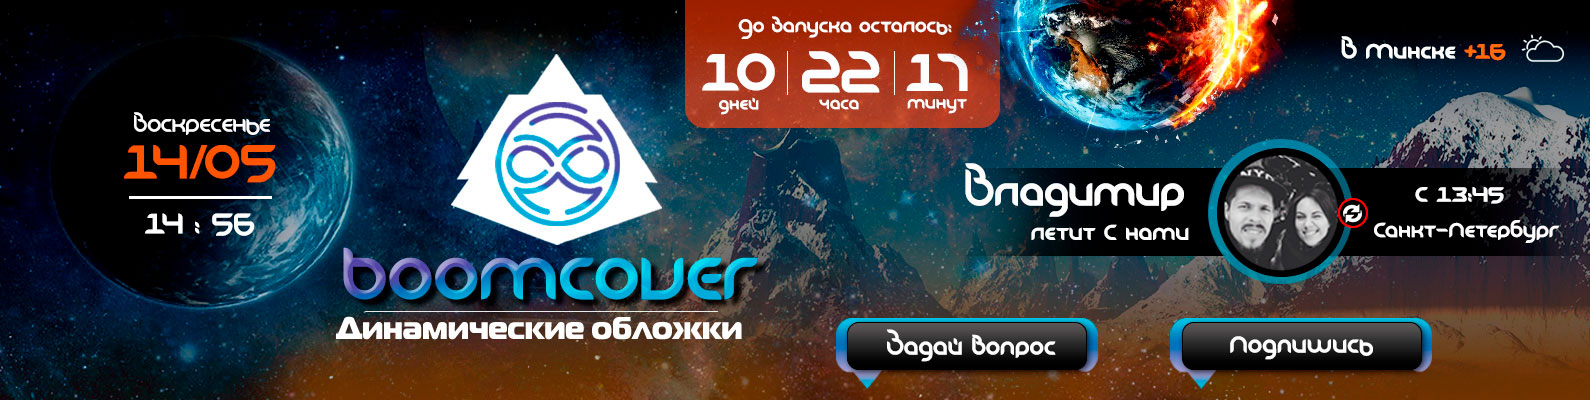 Воскресенье
14/05
14 : 56
boomcover
Динамические обложки
До запуска осталось:
10 22 17
дней часа минут
В Минске +16
Владимир
летит С нами
С 13:45
Санкт-Петербург
Задай вопрос
Подпишись